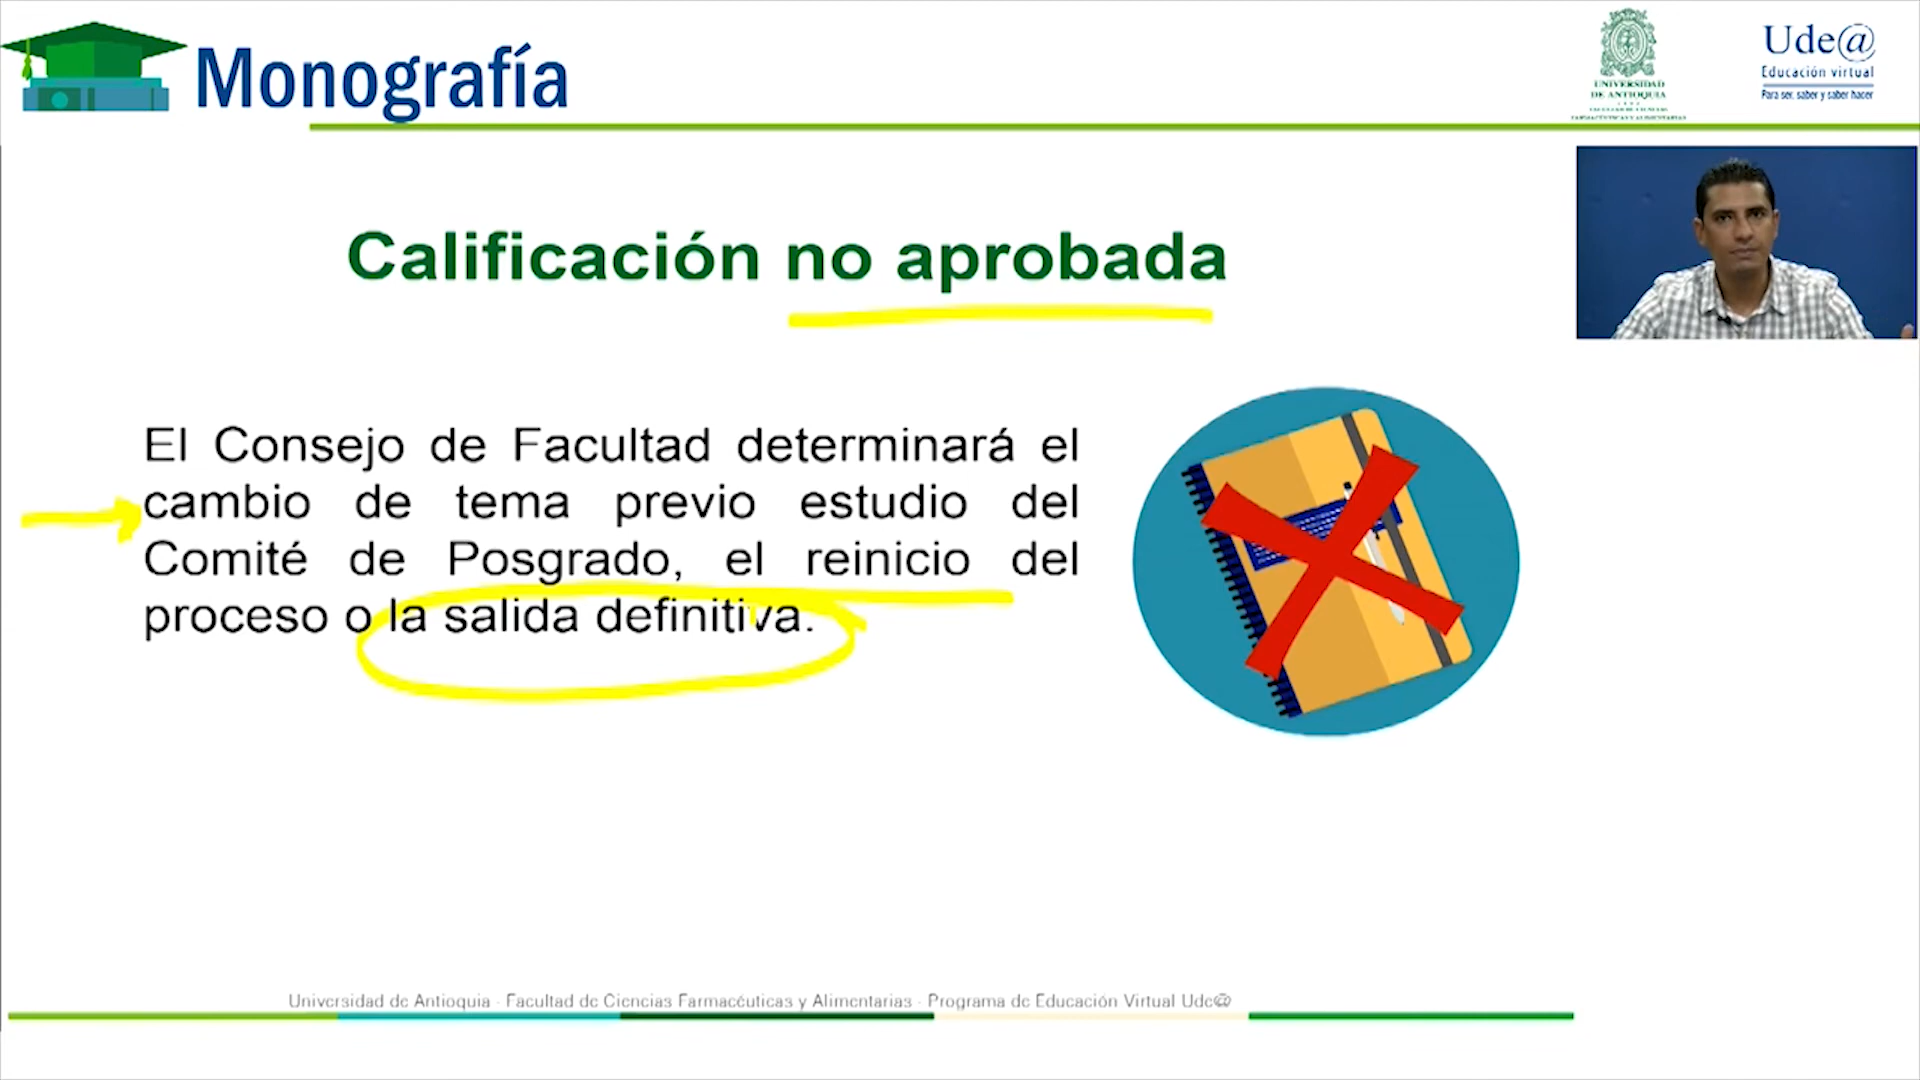 Monografía
UNIVERSIDAD
DE ANTIOQUIA
Ude@
Educación virtual
Para ser, saber y saber hacer
Calificación no aprobada
El Consejo de Facultad determinará el
cambio de tema previo estudio del
Comité de Posgrado, el reinicio del
proceso o la salida definitiva.
Universidad de Antioquia - Facultad de Ciencias Farmacéuticas y Alimentarias - Programa de Educación Virtual Ude@